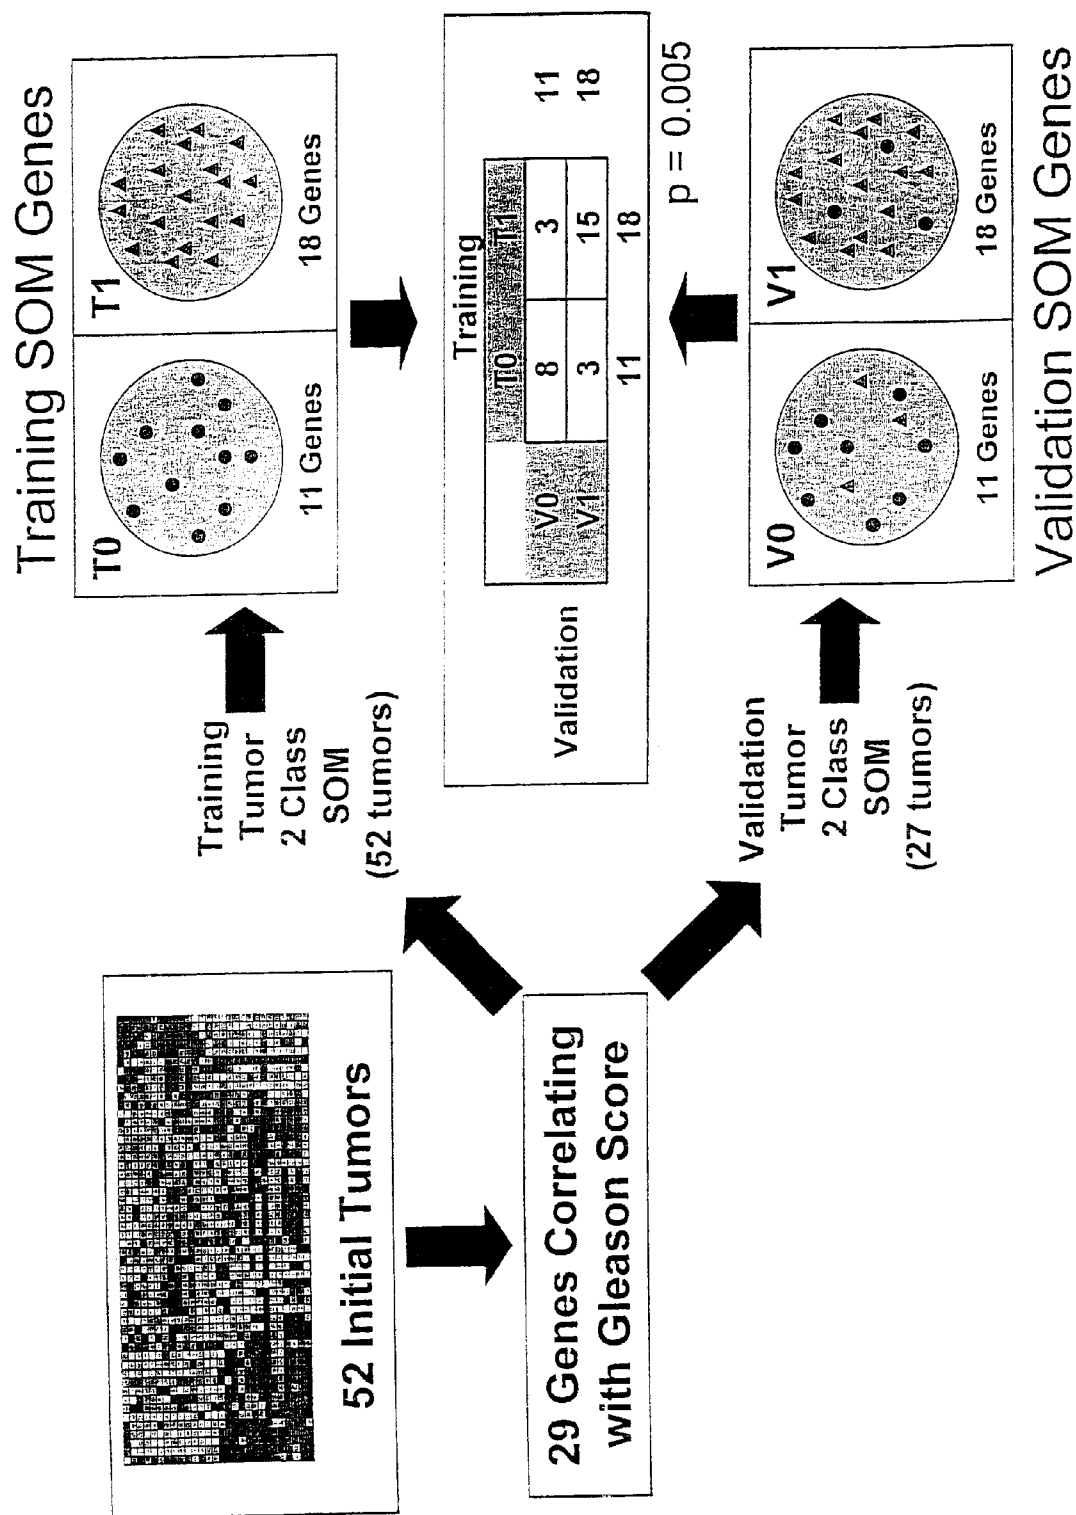 52 Initial Tumors
29 Genes Correlating
with Gleason Score
Training
Tumor
2 Class
SOM
(52 tumors)
Validation
Tumor
2 Class
SOM
(27 tumors)
Training SOM Genes
T0
11 Genes
T1
18 Genes
Training
T0 T1
Validation
V0 8 3 11
V1 3 15 18
11 18
p = 0.005
V0
11 Genes
V1
18 Genes
Validation SOM Genes